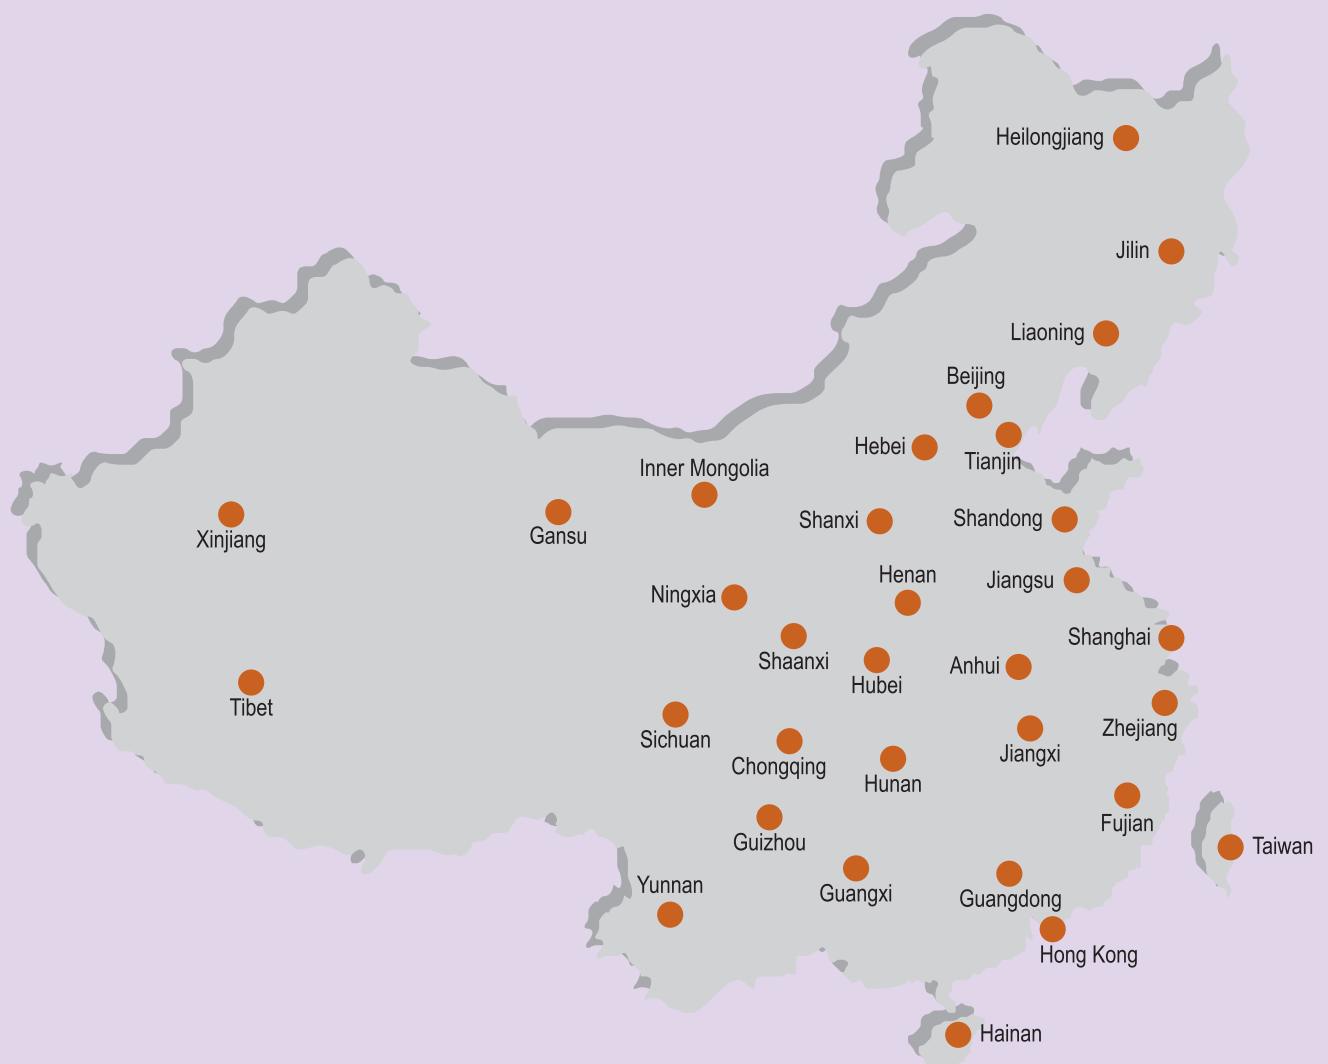 Heilongjiang
Jilin
Liaoning
Beijing
Hebei
Tianjin
Inner Mongolia
Xinjiang
Gansu
Shanxi
Shandong
Henan
Jiangsu
Ningxia
Shanghai
Shaanxi
Hubei
Anhui
Tibet
Zhejiang
Sichuan
Chongqing
Jiangxi
Hunan
Fujian
Guizhou
Taiwan
Yunnan
Guangxi
Guangdong
Hong Kong
Hainan